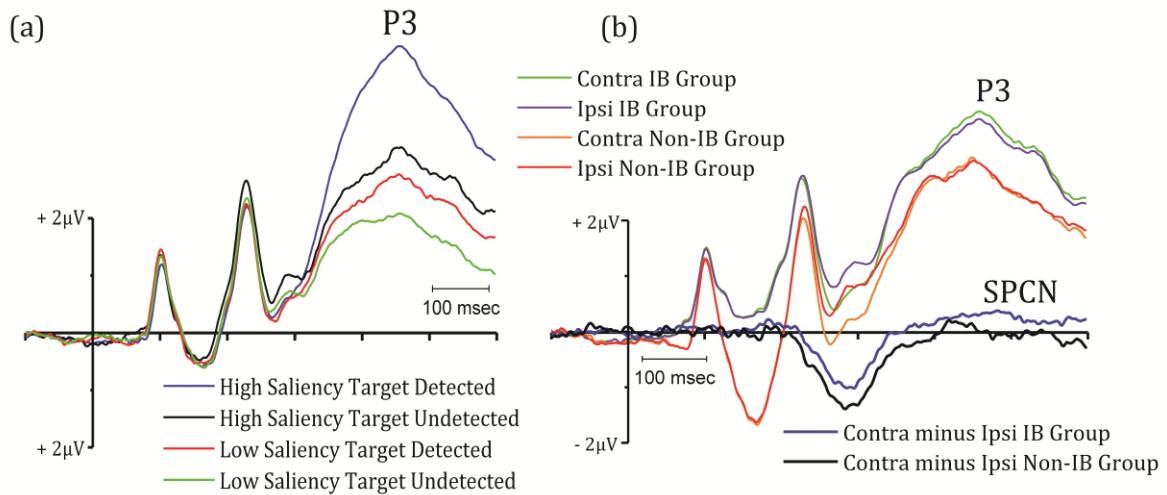 (a)
P3
+ 2µV
100 msec
High Saliency Target Detected
High Saliency Target Undetected
Low Saliency Target Detected
Low Saliency Target Undetected
+ 2µV
(b)
Contra IB Group
Ipsi IB Group
Contra Non-IB Group
Ipsi Non-IB Group
P3
+ 2µV
SPCN
100 msec
- 2µV
Contra minus Ipsi IB Group
Contra minus Ipsi Non-IB Group